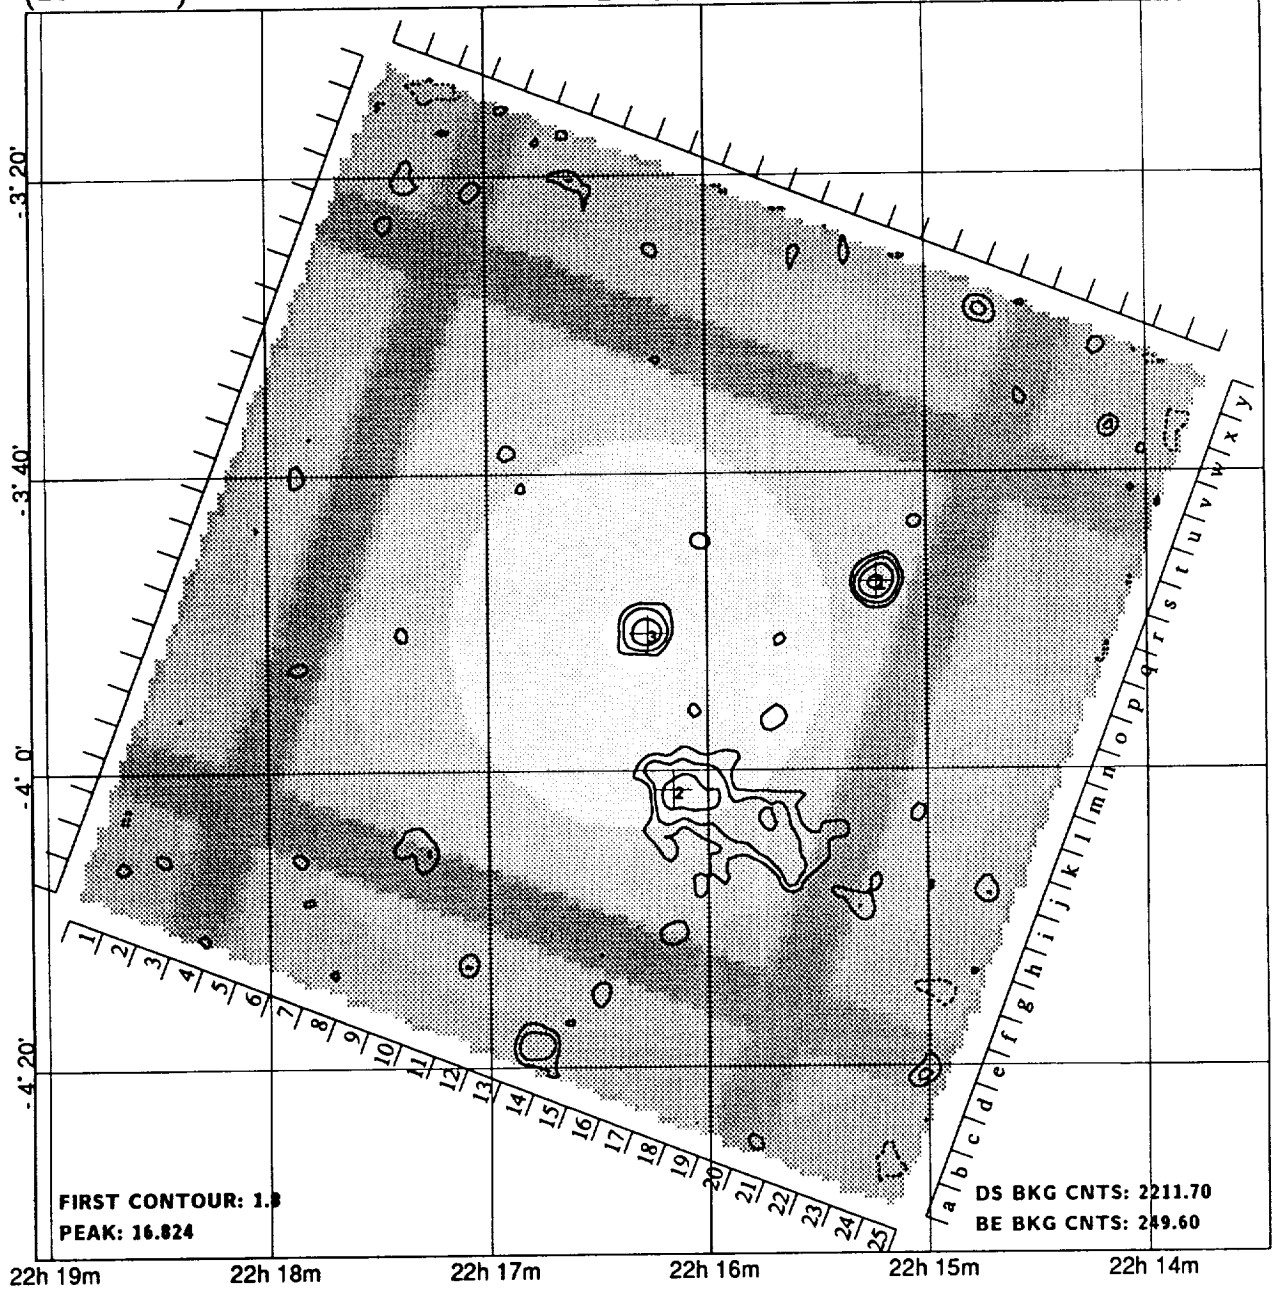 - 3° 20'
- 3° 40'
- 4° 0'
- 4° 20'
1
2
3
1 2 3 4 5 6 7 8 9 10 11 12 13 14 15 16 17 18 19 20 21 22 23 24 25
a b c d e f g h i j k l m n o p q r s t u v w x y
FIRST CONTOUR: 1.8
PEAK: 16.824
DS BKG CNTS: 2211.70
BE BKG CNTS: 249.60
22h 19m 22h 18m 22h 17m 22h 16m 22h 15m 22h 14m